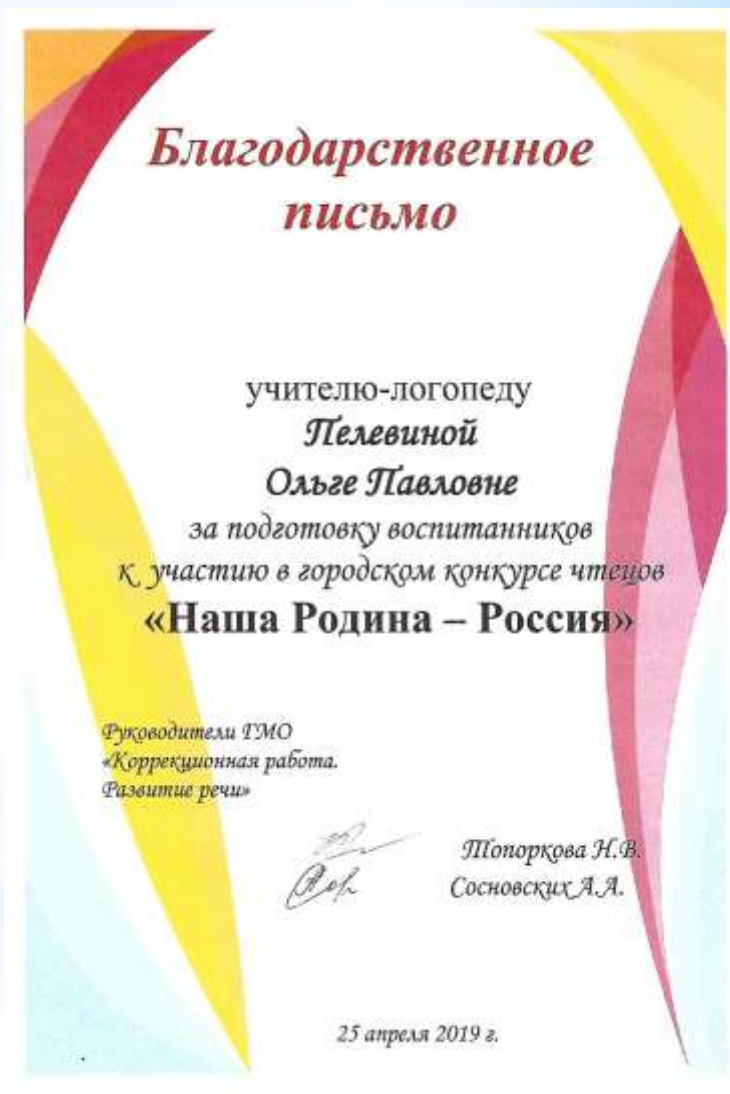 Благодарственное
письмо
учителю-логопеду
Пелевиной
Ольге Павловне
за подготовку воспитанников
к участию в городском конкурсе чтецов
«Наша Родина – Россия»
Руководители ГМО
«Коррекционная работа.
Развитие речи»
Топоркова Н.В.
Сосновских А.А.
25 апреля 2019 г.